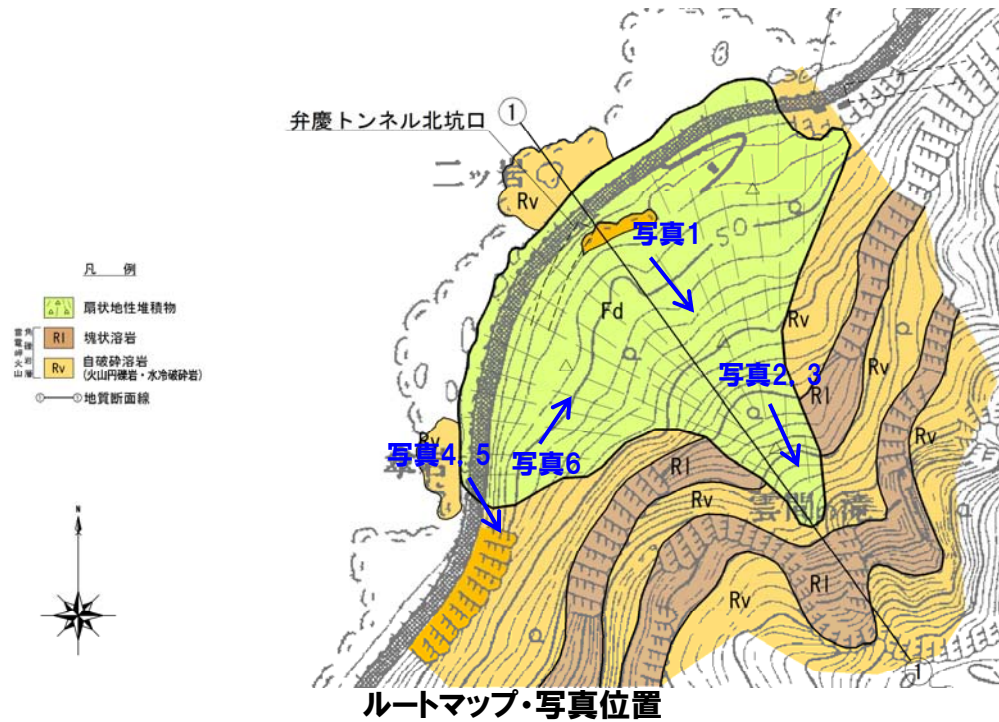 弁慶トンネル北坑口
①
二ッ岩
Rv
写真1
50
Fd
Rv
凡 例
扇状地性堆積物
Rl
塊状溶岩
Rv
自破砕溶岩
(火山円礫岩・水冷破砕岩)
①
①
地質断面線
写真2, 3
Rl
Rv
Rv
写真4, 5
写真6
Rl
Rv
雲間の滝
N
Rl
Rv
1
ルートマップ・写真位置